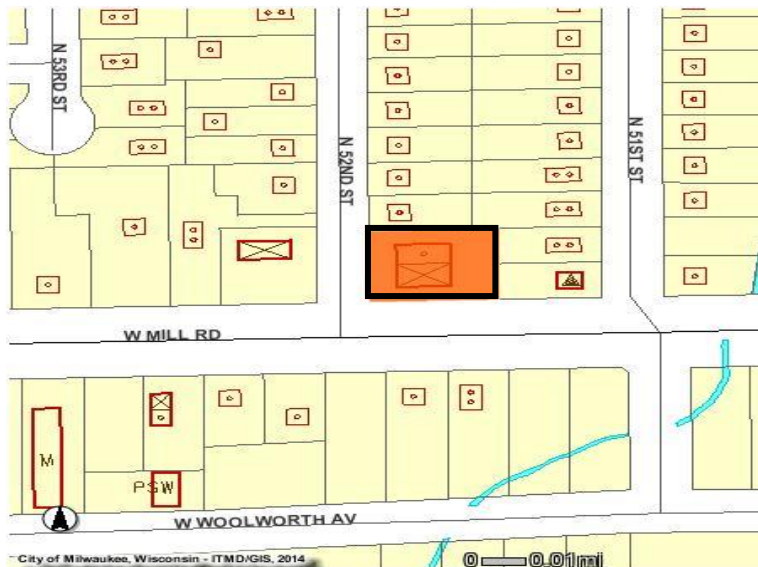 N 53RD ST
N 52ND ST
N 51ST ST
W MILL RD
M
PSW
W WOOLWORTH AV
City of Milwaukee, Wisconsin - ITMD/GIS, 2014
0 0.01mi